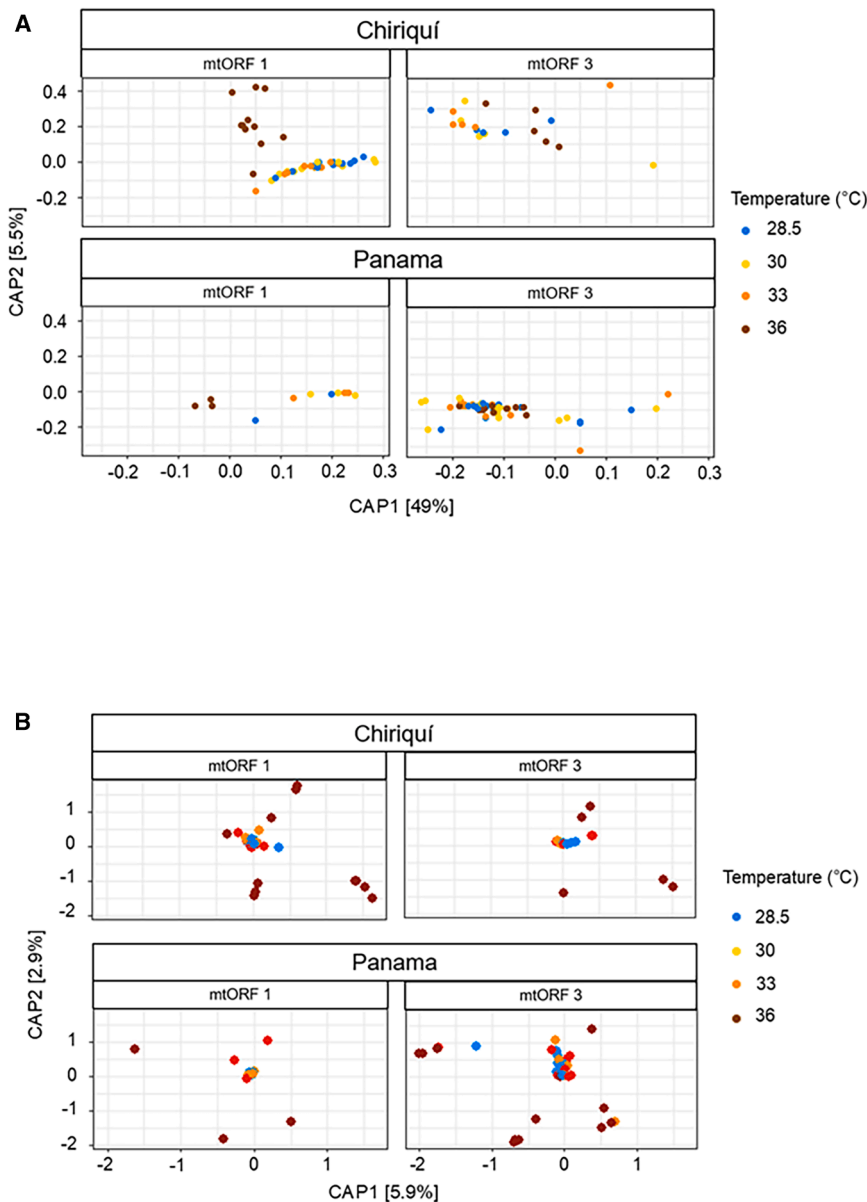 A
Chiriquí
mtORF 1
mtORF 3
0.4
0.2
0.0
-0.2
Panama
mtORF 1
mtORF 3
0.4
0.2
0.0
-0.2
-0.2 -0.1 0.0 0.1 0.2 0.3
-0.2 -0.1 0.0 0.1 0.2 0.3
CAP2 [5.5%]
CAP1 [49%]
Temperature (°C)
28.5
30
33
36
B
Chiriquí
mtORF 1
mtORF 3
1
0
-1
-2
Panama
mtORF 1
mtORF 3
1
0
-1
-2
-2 -1 0 1
-2 -1 0 1
CAP2 [2.9%]
CAP1 [5.9%]
Temperature (°C)
28.5
30
33
36